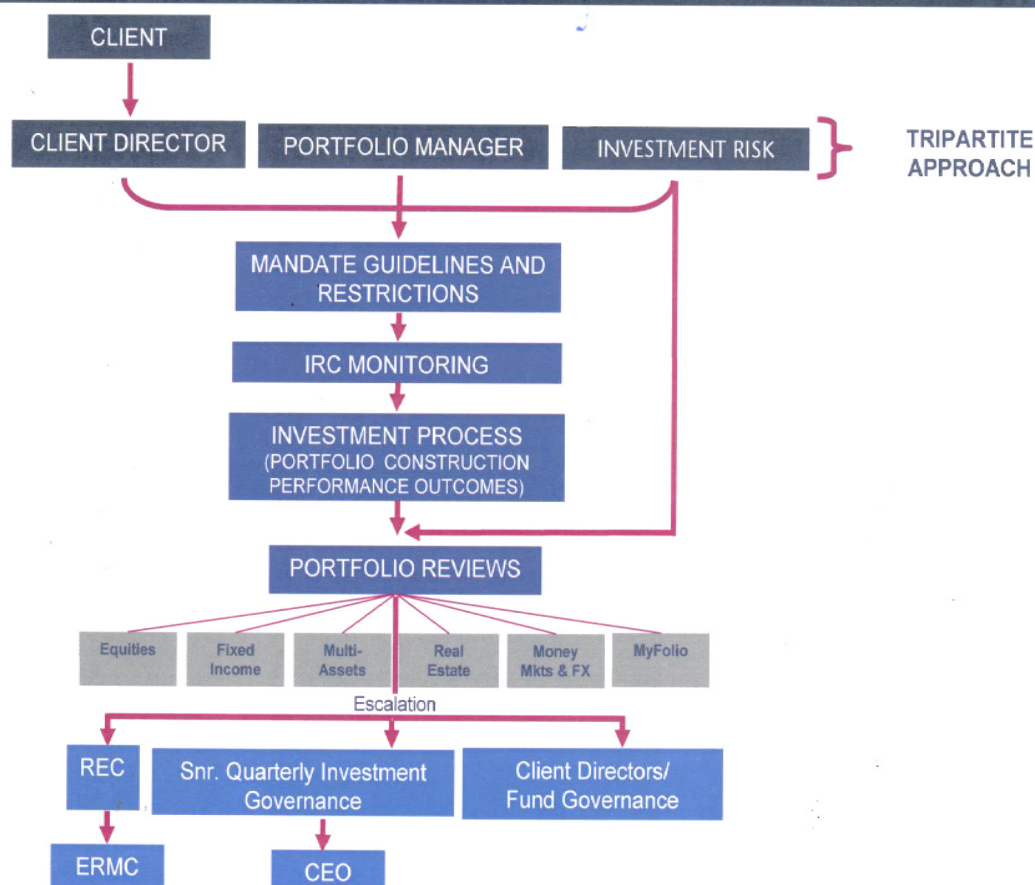 CLIENT
CLIENT DIRECTOR
PORTFOLIO MANAGER
INVESTMENT RISK
TRIPARTITE
APPROACH
MANDATE GUIDELINES AND
RESTRICTIONS
IRC MONITORING
INVESTMENT PROCESS
(PORTFOLIO CONSTRUCTION
PERFORMANCE OUTCOMES)
PORTFOLIO REVIEWS
Equities
Fixed
Income
Multi-
Assets
Real
Estate
Money
Mkts & FX
MyFolio
Escalation
REC
Snr. Quarterly Investment
Governance
Client Directors/
Fund Governance
ERMC
CEO